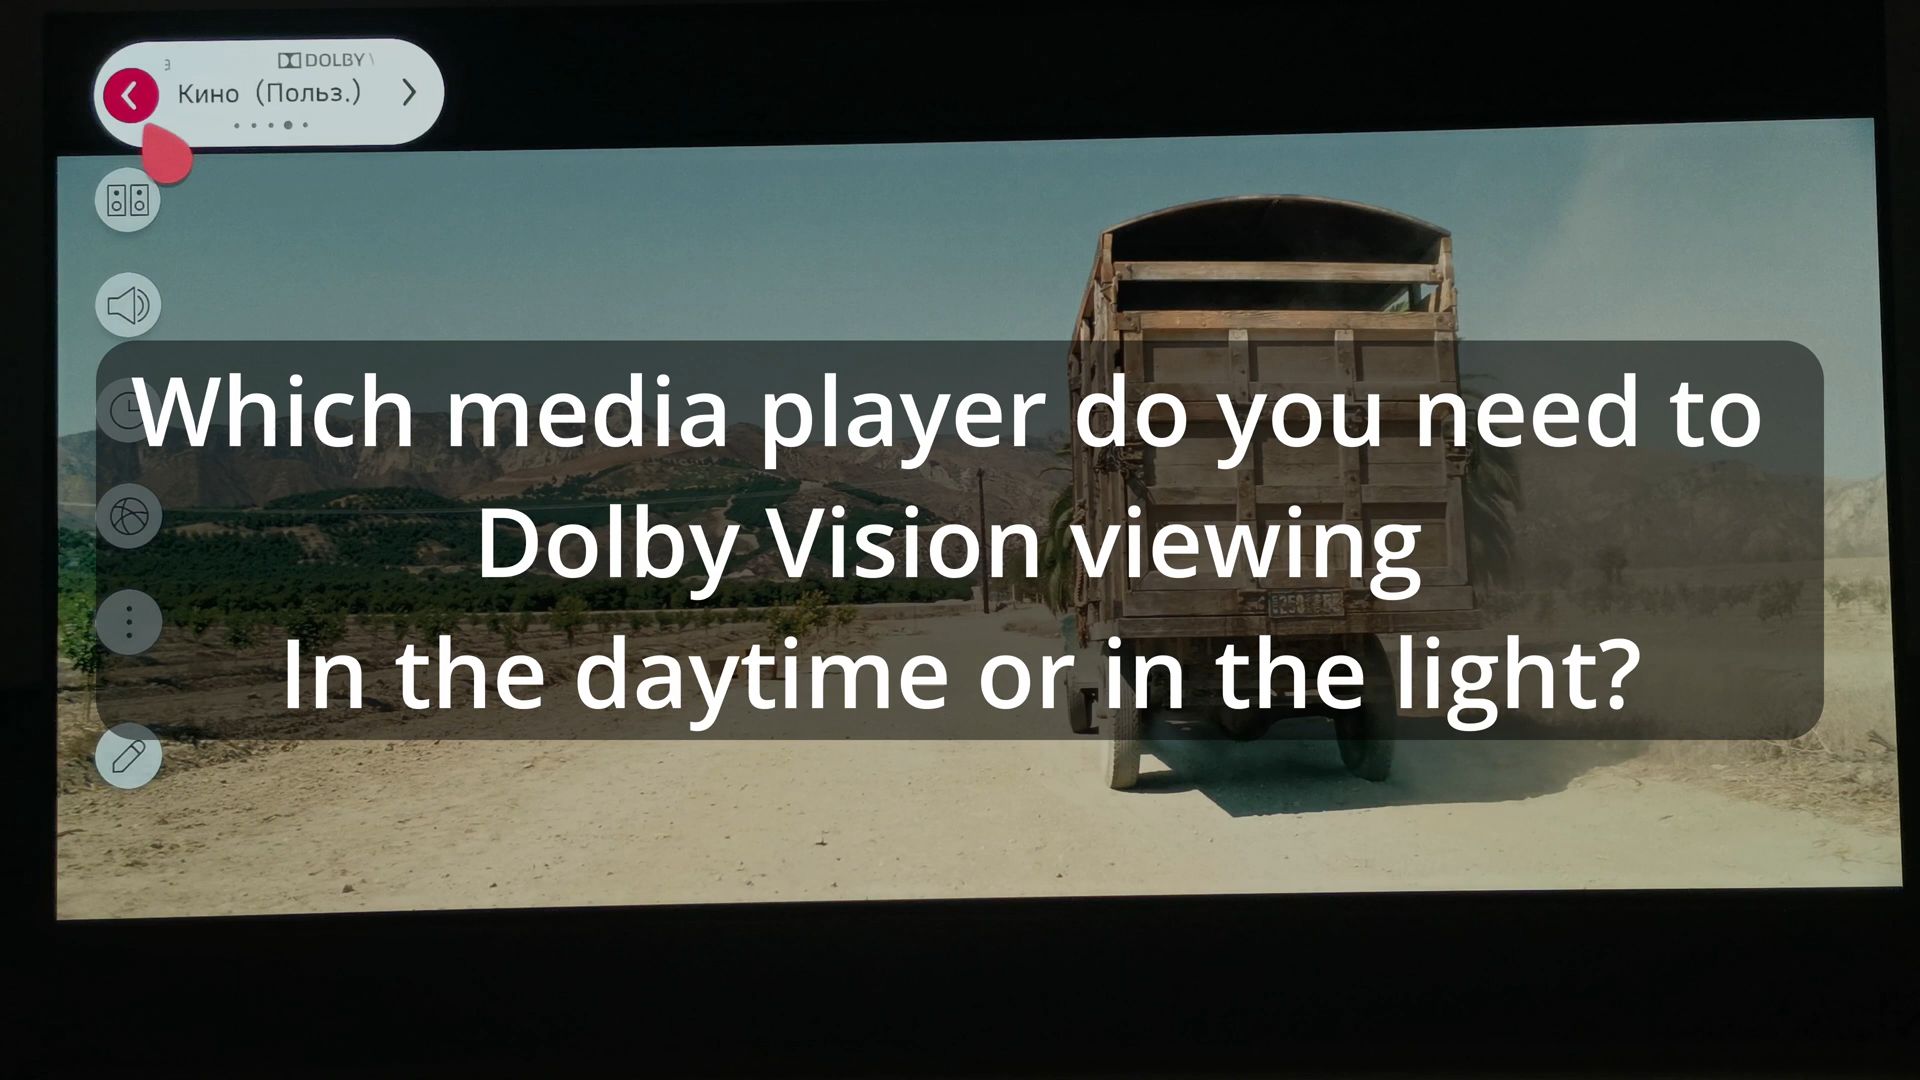 DOLBY
Кино (Польз.)
Which media player do you need to
Dolby Vision viewing
In the daytime or in the light?